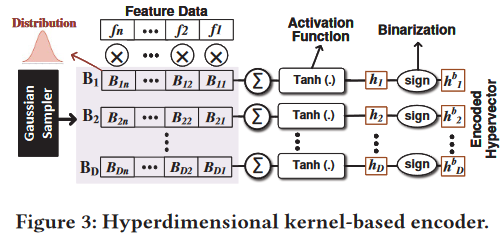 Distribution
Feature Data
Activation Function
Binarization
fn ••• f2 f1
Gaussian Sampler
B1 B1n ••• B12 B11 Σ Tanh (.) h1 sign hb1
B2 B2n ••• B22 B21 Σ Tanh (.) h2 sign hb2
BD BDn ••• BD2 BD1 Σ Tanh (.) hD sign hbD
Encoded Hypervector
Figure 3: Hyperdimensional kernel-based encoder.